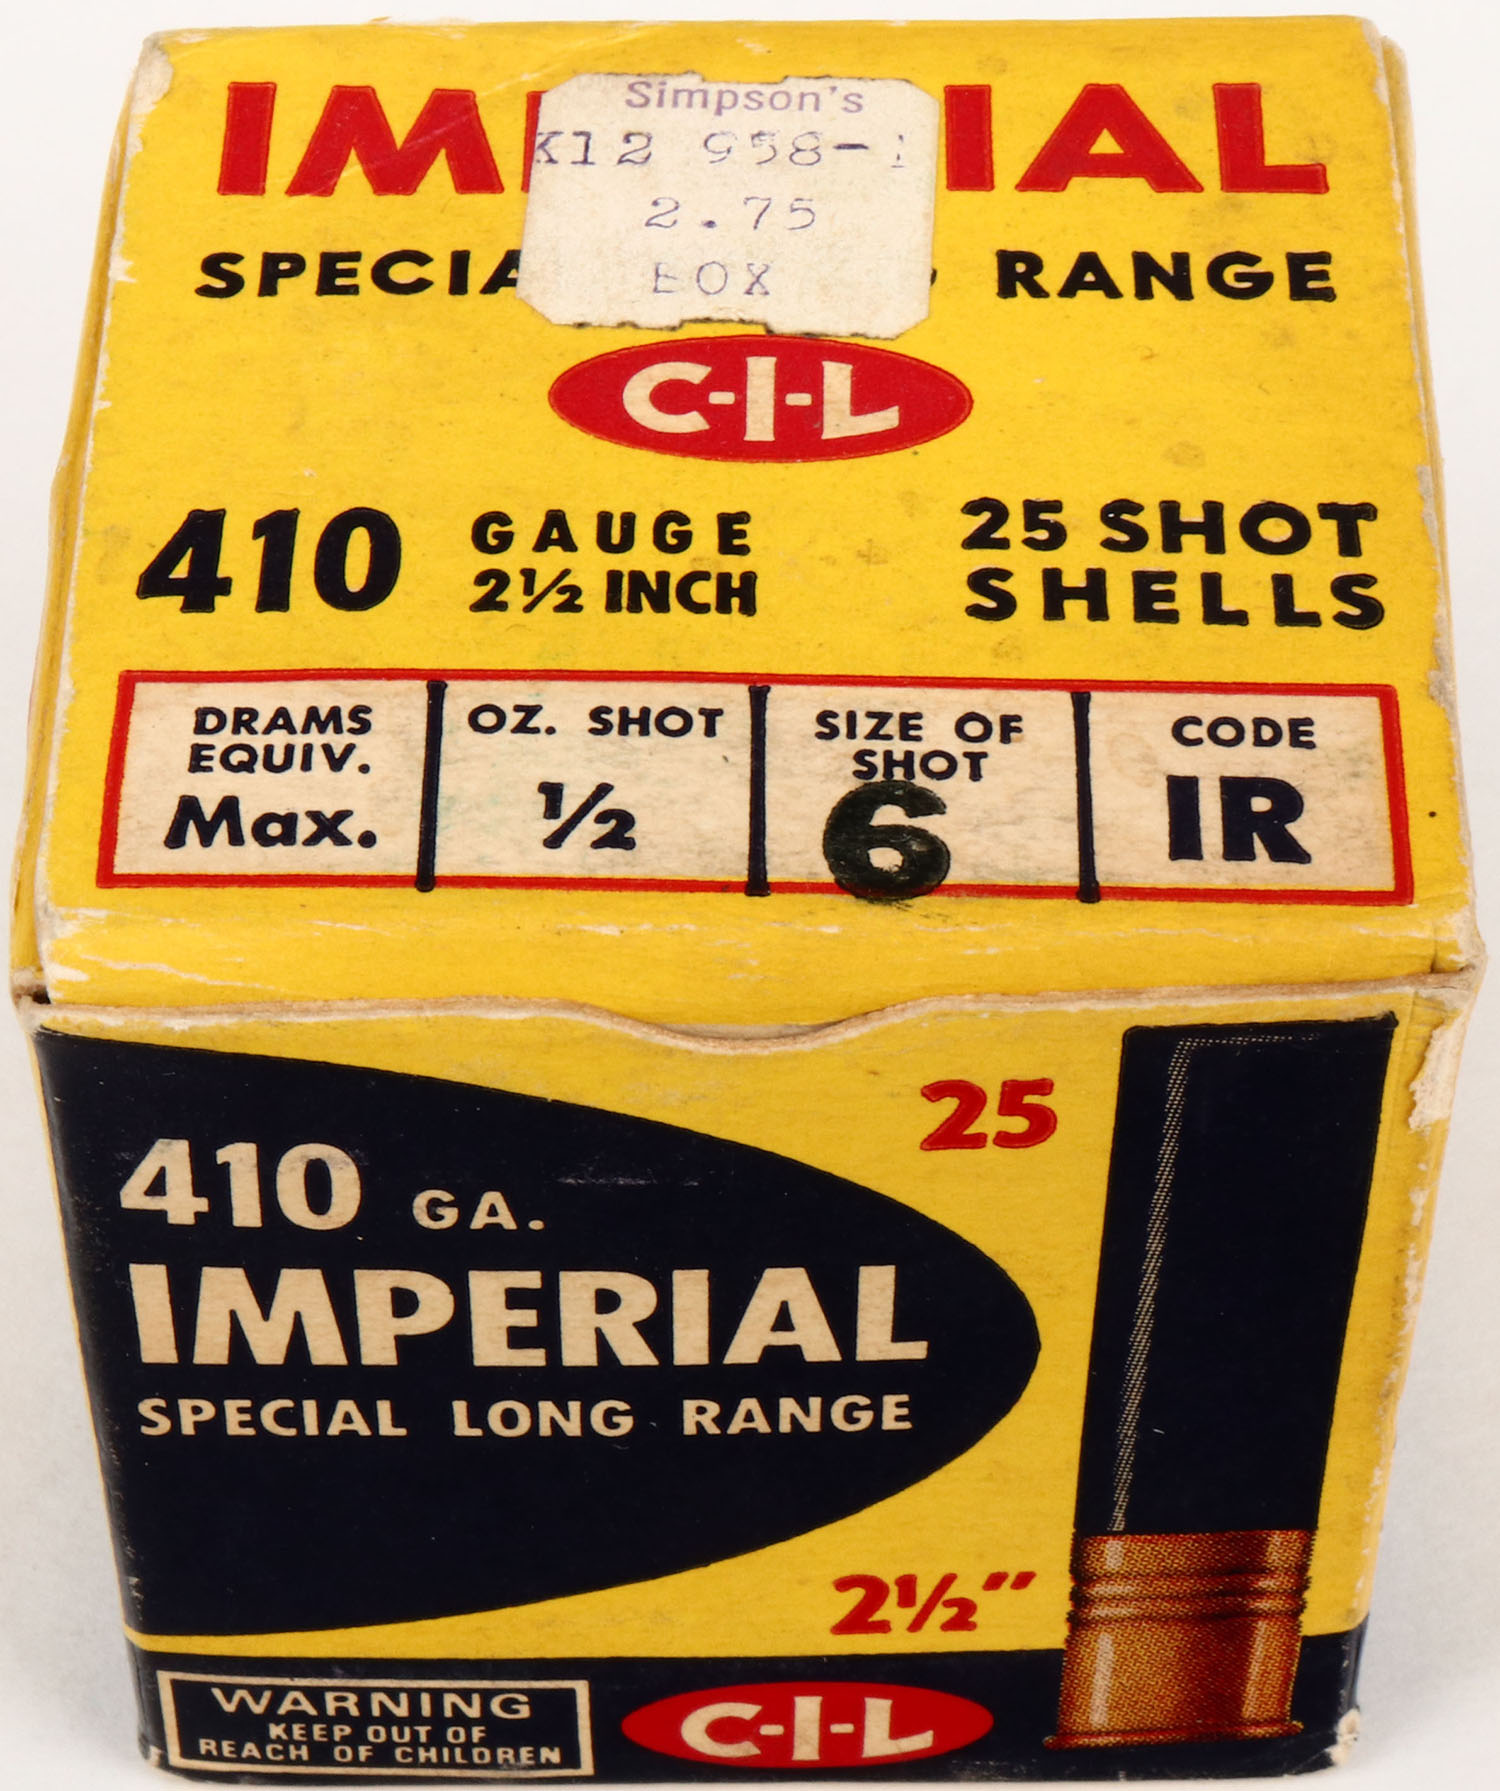 IM IAL
Simpson's
K12 958-
2.75
BOX
SPECIA RANGE
C-I-L
410 GAUGE
2½ INCH
25 SHOT
SHELLS
DRAMS
EQUIV.
Max.
OZ. SHOT
½
SIZE OF
SHOT
6
CODE
IR
25
410 GA.
IMPERIAL
SPECIAL LONG RANGE
2½"
WARNING
KEEP OUT OF
REACH OF CHILDREN
C-I-L